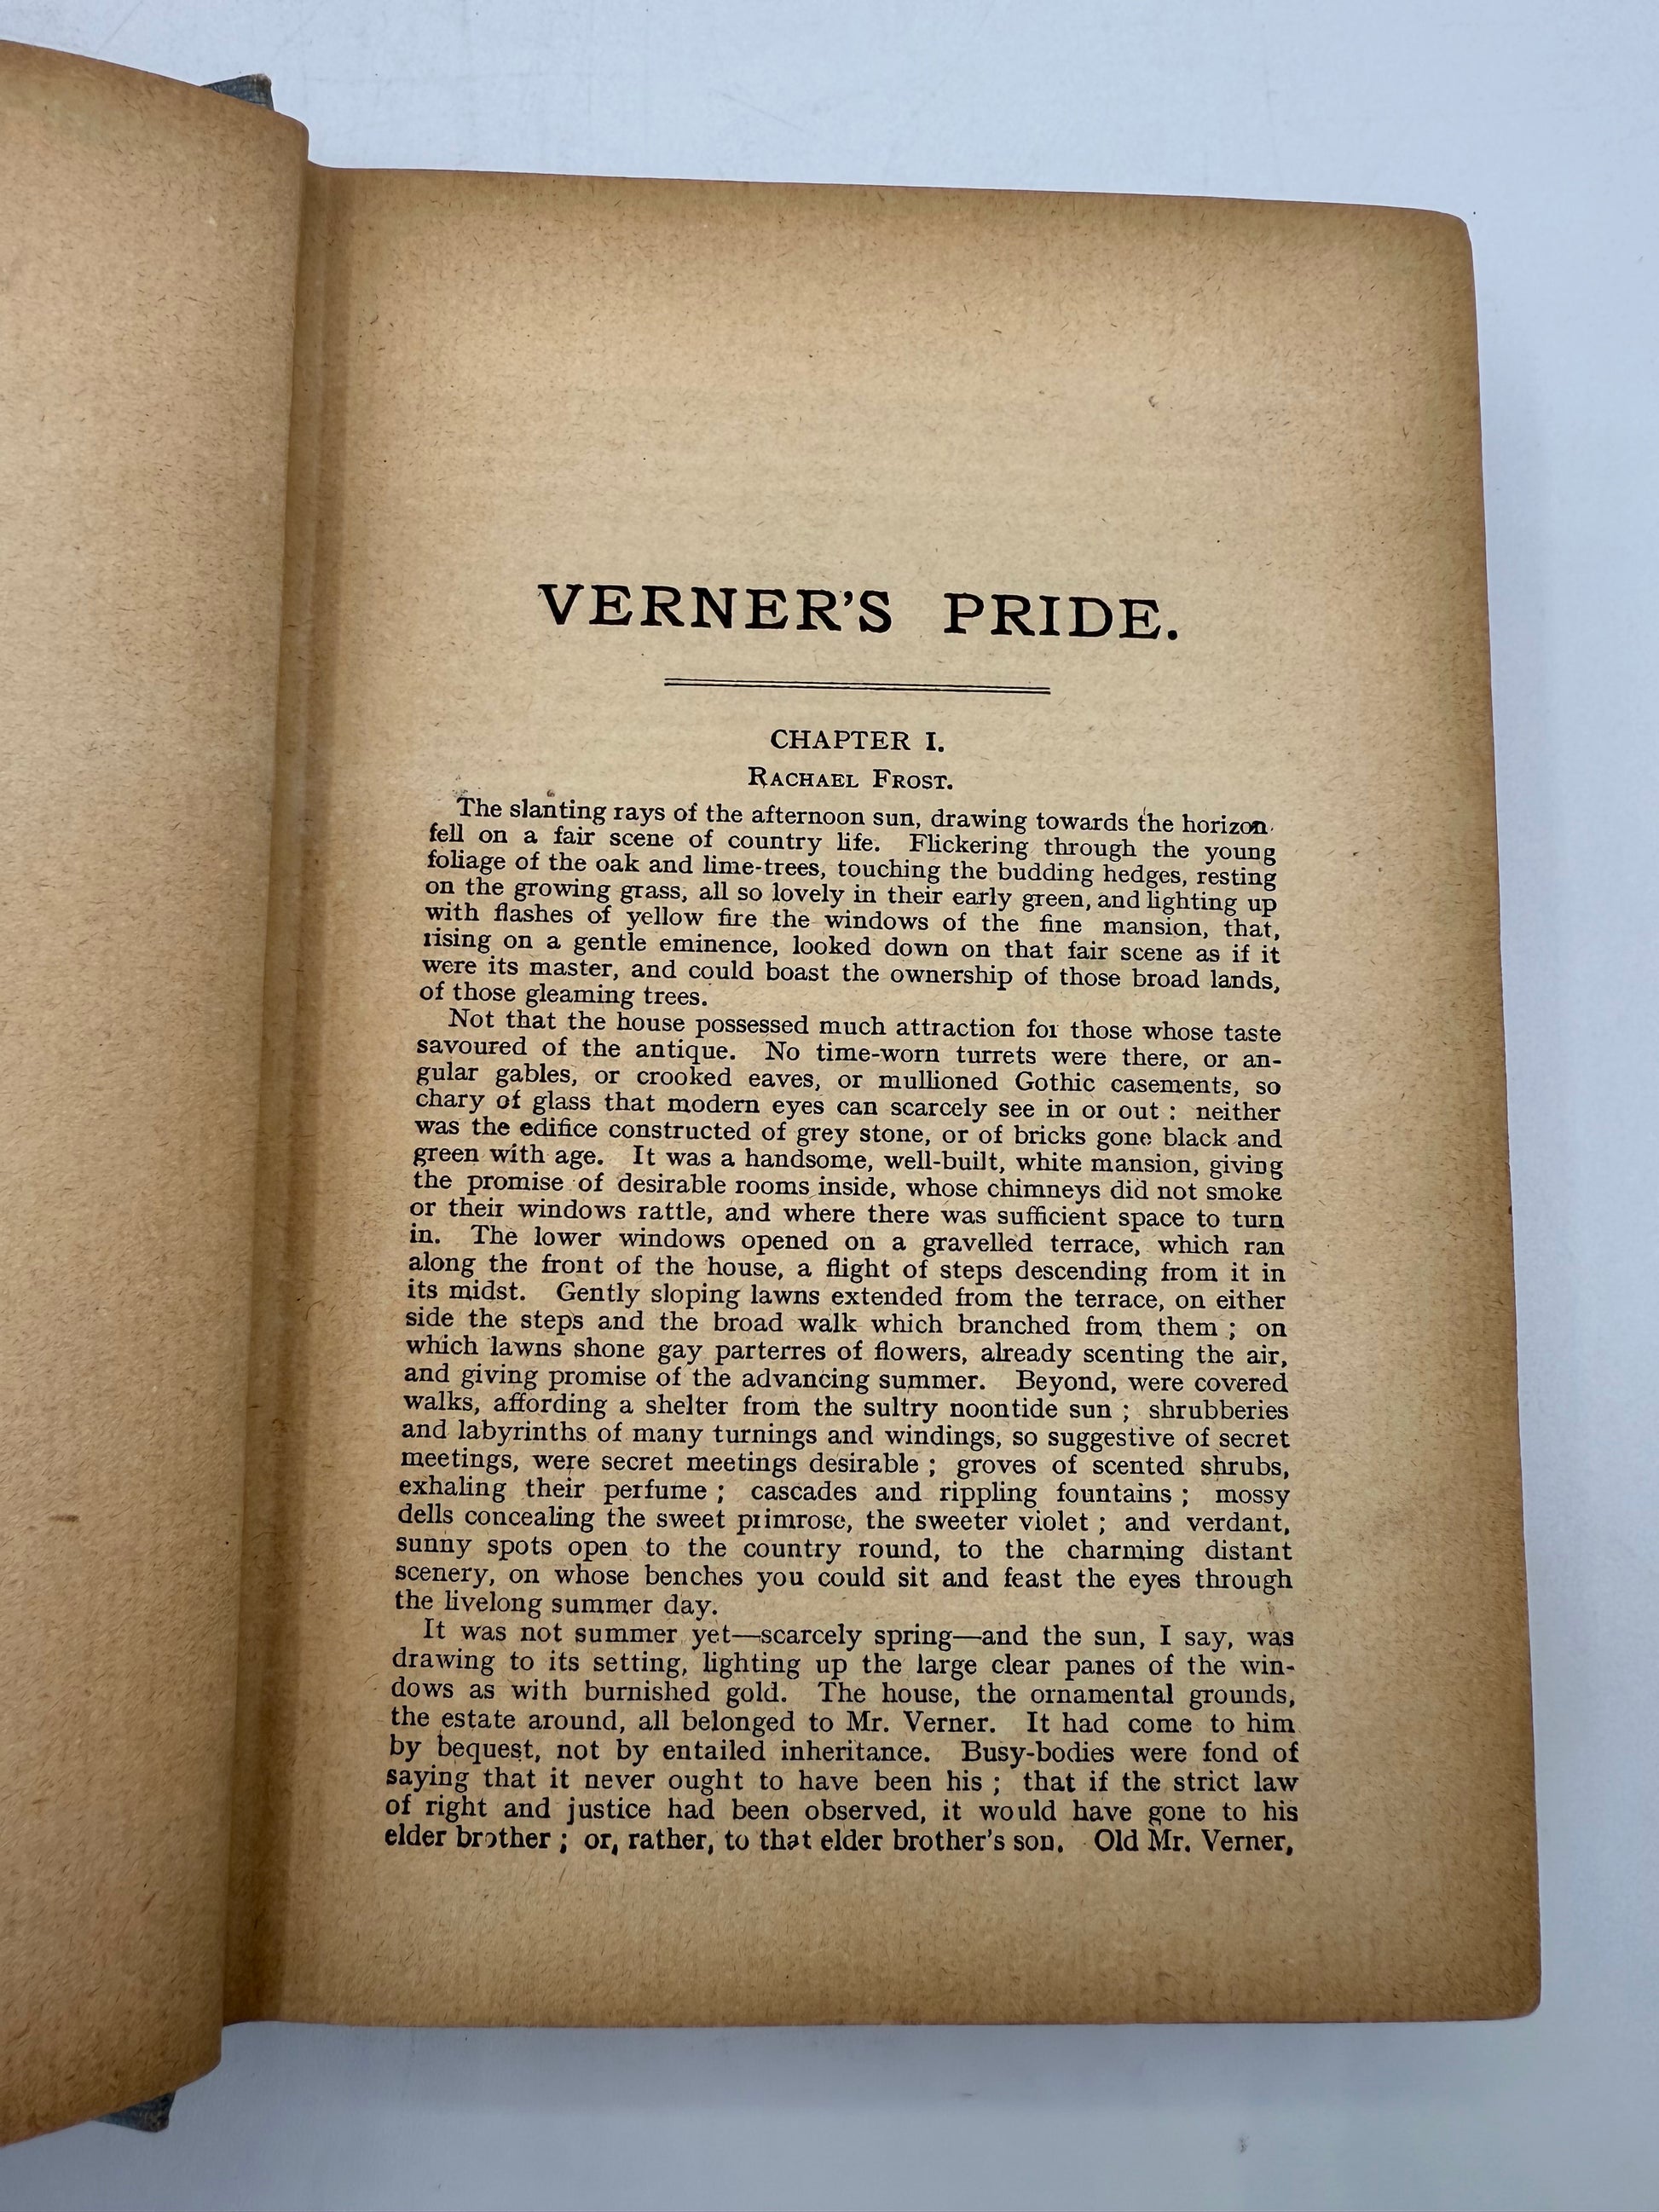 VERNER'S PRIDE.
CHAPTER I.
RACHAEL FROST.
The slanting rays of the afternoon sun, drawing towards the horizon.
fell on a fair scene of country life. Flickering through the young
foliage of the oak and lime-trees, touching the budding hedges, resting
on the growing grass, all so lovely in their early green, and lighting up
with flashes of yellow fire the windows of the fine mansion, that,
rising on a gentle eminence, looked down on that fair scene as if it
were its master, and could boast the ownership of those broad lands,
of those gleaming trees.
Not that the house possessed much attraction for those whose taste
savoured of the antique. No time-worn turrets were there, or an-
gular gables, or crooked eaves, or mullioned Gothic casements, so
chary of glass that modern eyes can scarcely see in or out : neither
was the edifice constructed of grey stone, or of bricks gone black and
green with age. It was a handsome, well-built, white mansion, giving
the promise of desirable rooms inside, whose chimneys did not smoke
or their windows rattle, and where there was sufficient space to turn
in. The lower windows opened on a gravelled terrace, which ran
along the front of the house, a flight of steps descending from it in
its midst. Gently sloping lawns extended from the terrace, on either
side the steps and the broad walk which branched from them ; on
which lawns shone gay parterres of flowers, already scenting the air,
and giving promise of the advancing summer. Beyond, were covered
walks, affording a shelter from the sultry noontide sun ; shrubberies
and labyrinths of many turnings and windings, so suggestive of secret
meetings, were secret meetings desirable ; groves of scented shrubs,
exhaling their perfume ; cascades and rippling fountains ; mossy
dells concealing the sweet primrose, the sweeter violet ; and verdant,
sunny spots open to the country round, to the charming distant
scenery, on whose benches you could sit and feast the eyes through
the livelong summer day.
It was not summer yet—scarcely spring—and the sun, I say, was
drawing to its setting, lighting up the large clear panes of the win-
dows as with burnished gold. The house, the ornamental grounds,
the estate around, all belonged to Mr. Verner. It had come to him
by bequest, not by entailed inheritance. Busy-bodies were fond of
saying that it never ought to have been his ; that if the strict law
of right and justice had been observed, it would have gone to his
elder brother ; or, rather, to that elder brother's son. Old Mr. Verner,